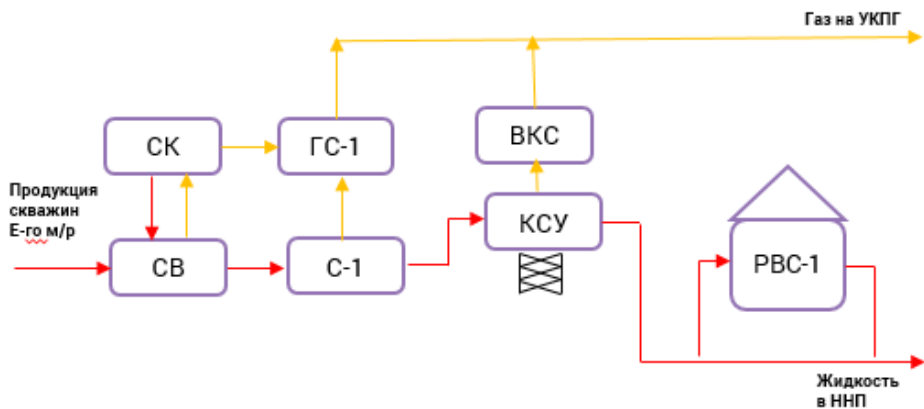 Газ на УКПГ
СК
ГС-1
ВКС
Продукция
скважин
Е-го м/р
СВ
С-1
КСУ
РВС-1
Жидкость
в ННП